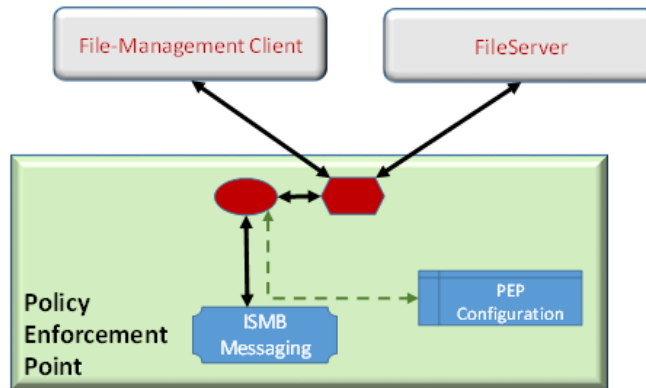 File-Management Client
FileServer
Policy
Enforcement
Point
ISMB
Messaging
PEP
Configuration